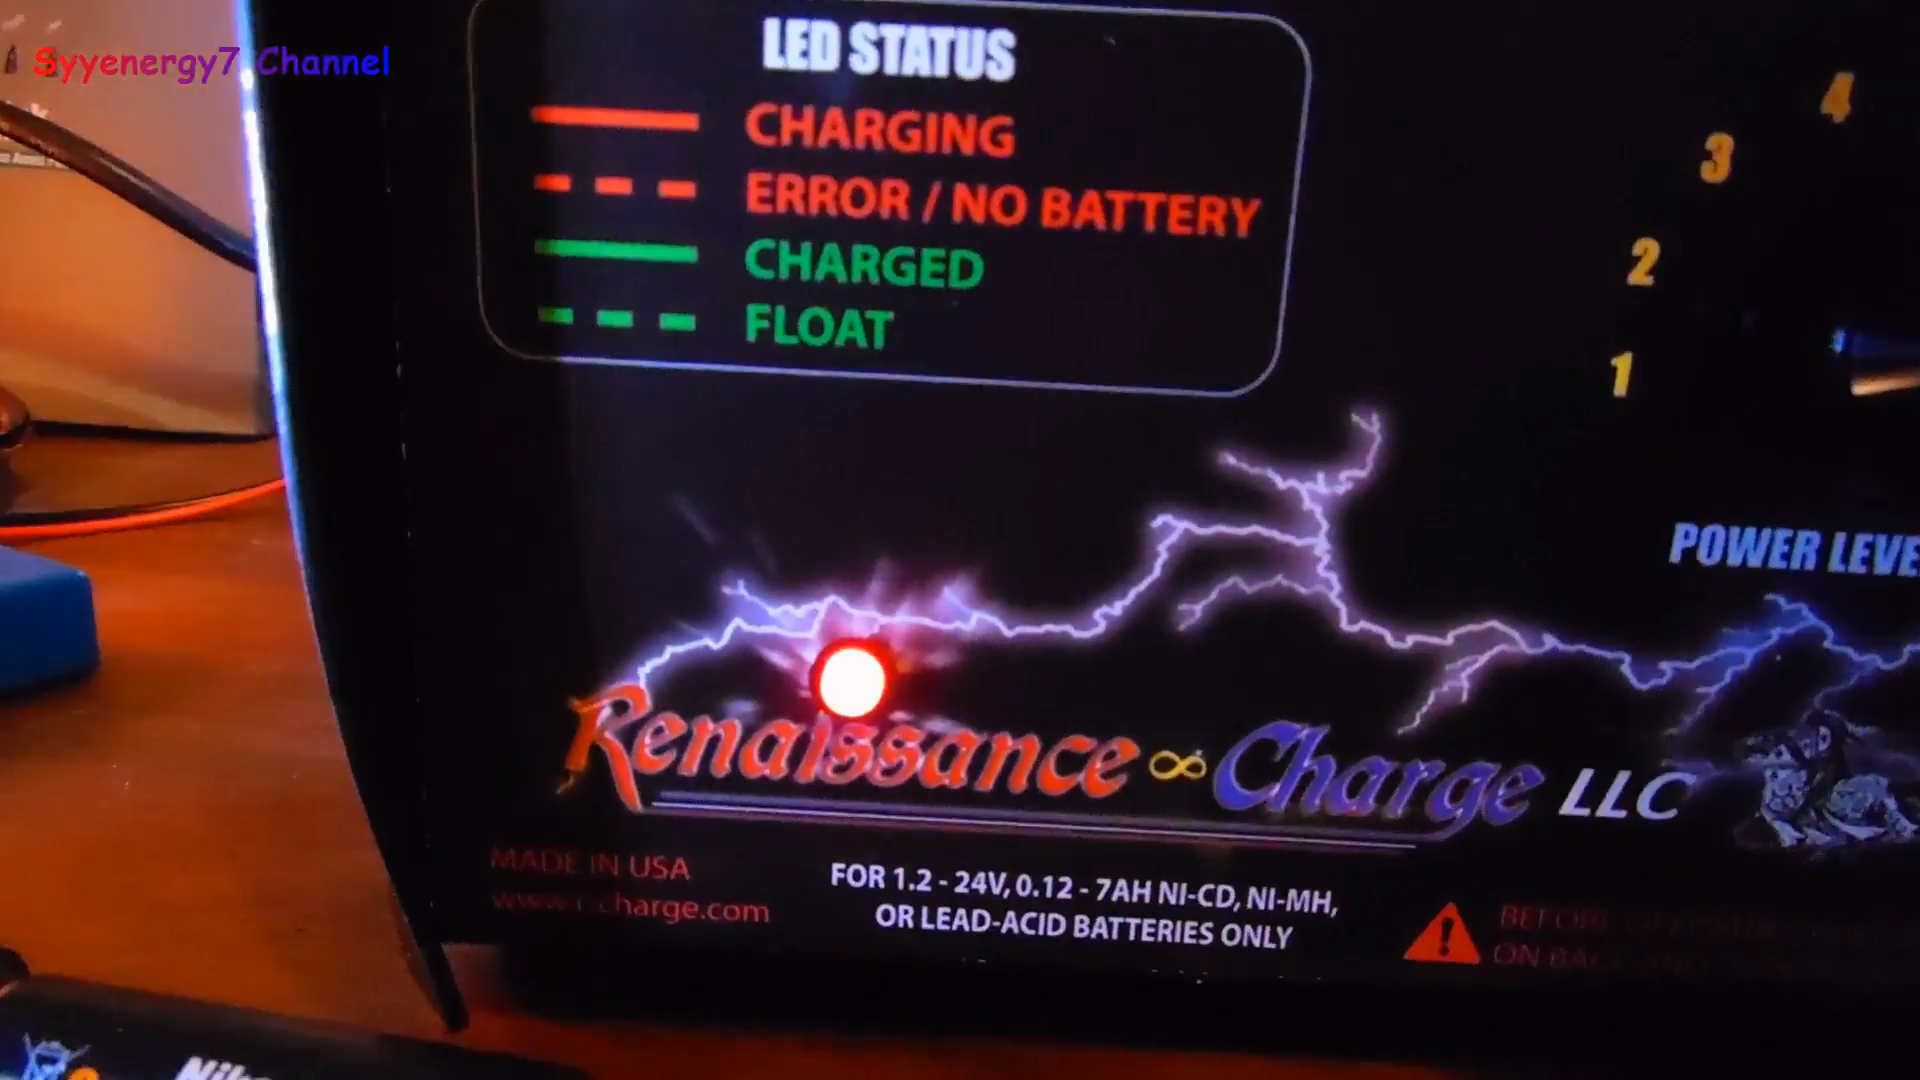 Syyenergy7 Channel
LED STATUS
CHARGING
ERROR / NO BATTERY
CHARGED
FLOAT
4
3
2
1
POWER LEVE
Renaissance ∞ Charge LLC
MADE IN USA
FOR 1.2 - 24V, 0.12 - 7AH NI-CD, NI-MH,
OR LEAD-ACID BATTERIES ONLY
ON BACK